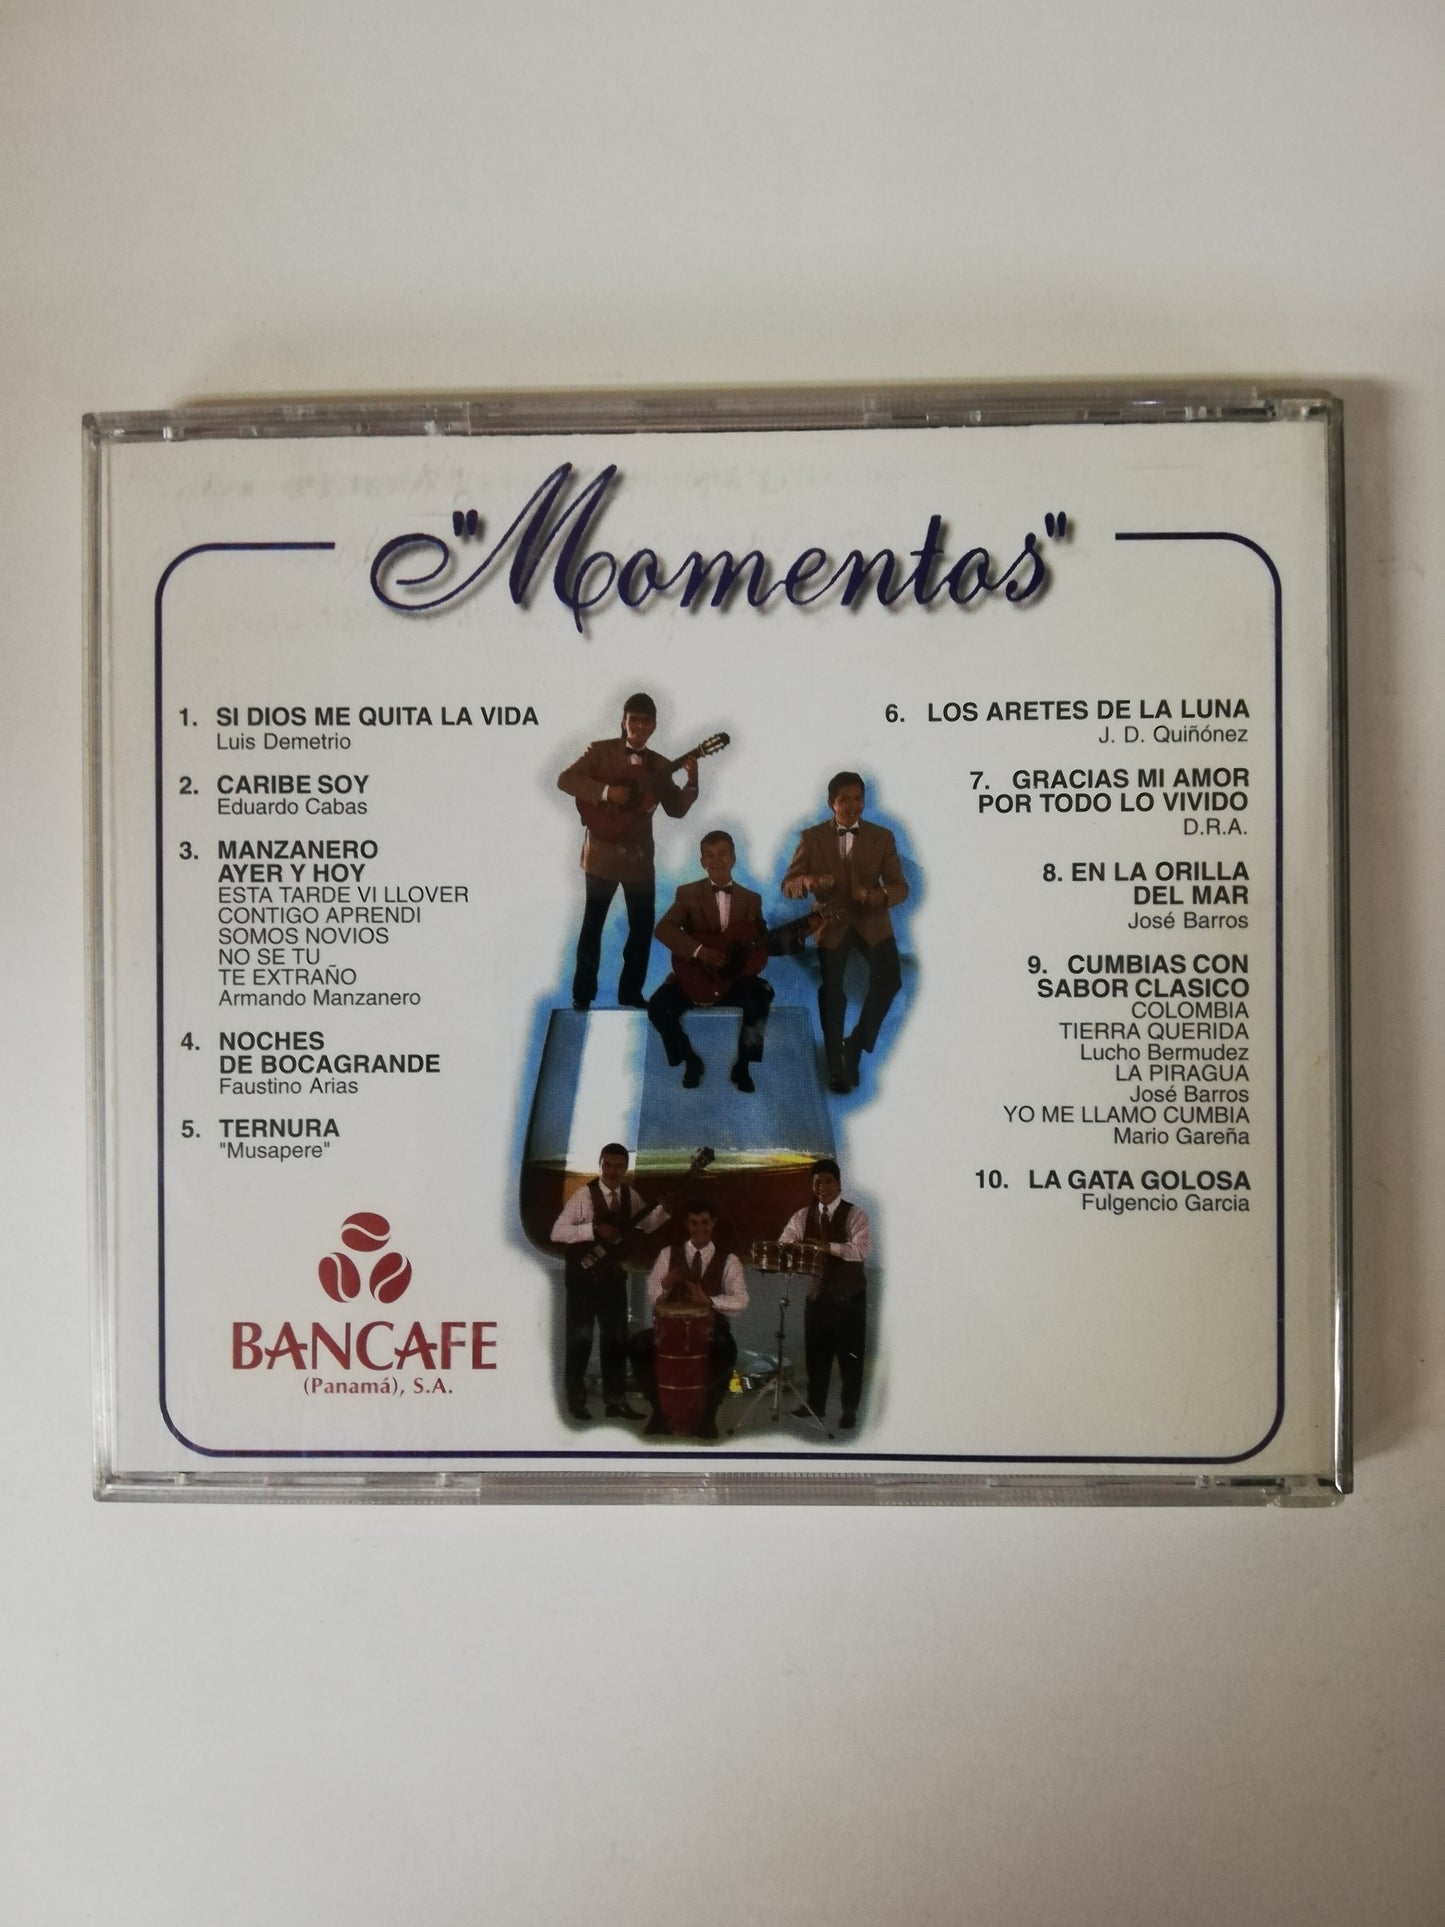 "Momentos"
1. SI DIOS ME QUITA LA VIDA
Luis Demetrio
2. CARIBE SOY
Eduardo Cabas
3. MANZANERO
AYER Y HOY
ESTA TARDE VI LLOVER
CONTIGO APRENDI
SOMOS NOVIOS
NO SE TU
TE EXTRAÑO
Armando Manzanero
4. NOCHES
DE BOCAGRANDE
Faustino Arias
5. TERNURA
"Musapere"
BANCAFE
(Panamá), S.A.
6. LOS ARETES DE LA LUNA
J. D. Quiñónez
7. GRACIAS MI AMOR
POR TODO LO VIVIDO
D.R.A.
8. EN LA ORILLA
DEL MAR
José Barros
9. CUMBIAS CON
SABOR CLASICO
COLOMBIA
TIERRA QUERIDA
Lucho Bermudez
LA PIRAGUA
José Barros
YO ME LLAMO CUMBIA
Mario Gareña
10. LA GATA GOLOSA
Fulgencio Garcia